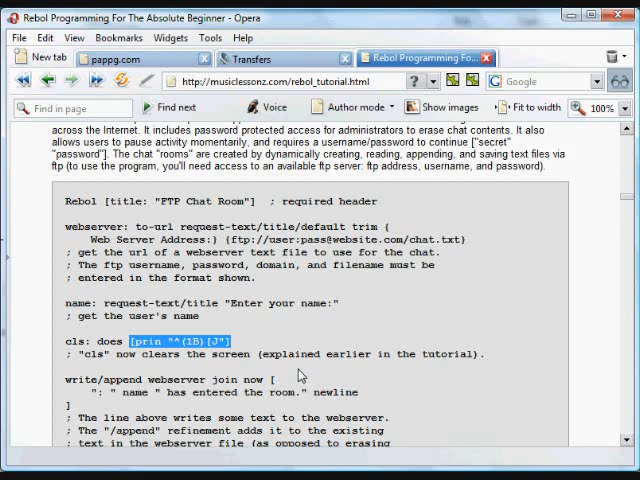 Rebol Programming For The Absolute Beginner - Opera
File Edit View Bookmarks Widgets Tools Help
New tab pappg.com Transfers Rebol Programming Fo...
http://musiclessonz.com/rebol_tutorial.html ? Google
Find in page Find next Voice Author mode Show images Fit to width 100%
across the Internet. It includes password protected access for administrators to erase chat contents. It also
allows users to pause activity momentarily, and requires a username/password to continue ["secret"
"password"]. The chat "rooms" are created by dynamically creating, reading, appending, and saving text files via
ftp (to use the program, you'll need access to an available ftp server: ftp address, username, and password).
Rebol [title: "FTP Chat Room"] ; required header
webserver: to-url request-text/title/default trim {
Web Server Address:} {ftp://user:pass@website.com/chat.txt}
; get the url of a webserver text file to use for the chat.
; The ftp username, password, domain, and filename must be
; entered in the format shown.
name: request-text/title "Enter your name:"
; get the user's name
cls: does [prin "^(1B)[J"]
; "cls" now clears the screen (explained earlier in the tutorial).
write/append webserver join now [
": " name " has entered the room." newline
]
; The line above writes some text to the webserver.
; The "/append" refinement adds it to the existing
; text in the webserver file (as opposed to erasing